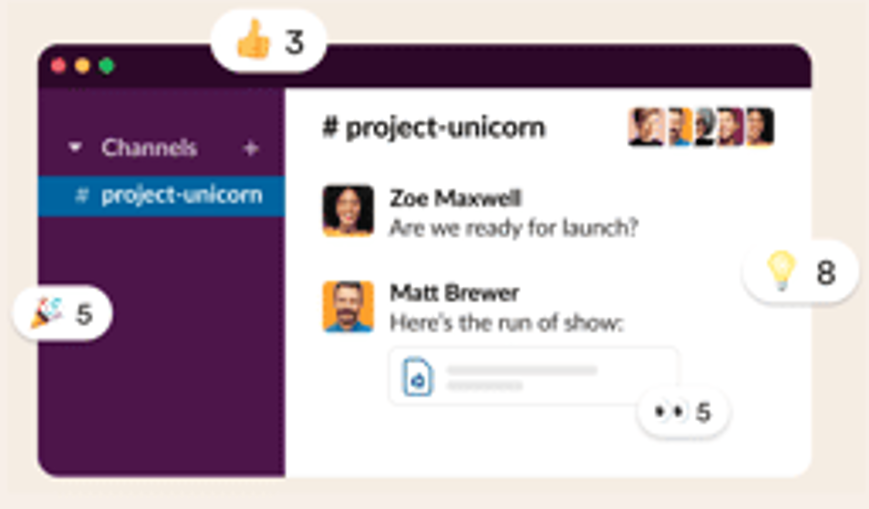 3
Channels +
# project-unicorn
# project-unicorn
Zoe Maxwell
Are we ready for launch?
8
Matt Brewer
Here's the run of show:
5
5